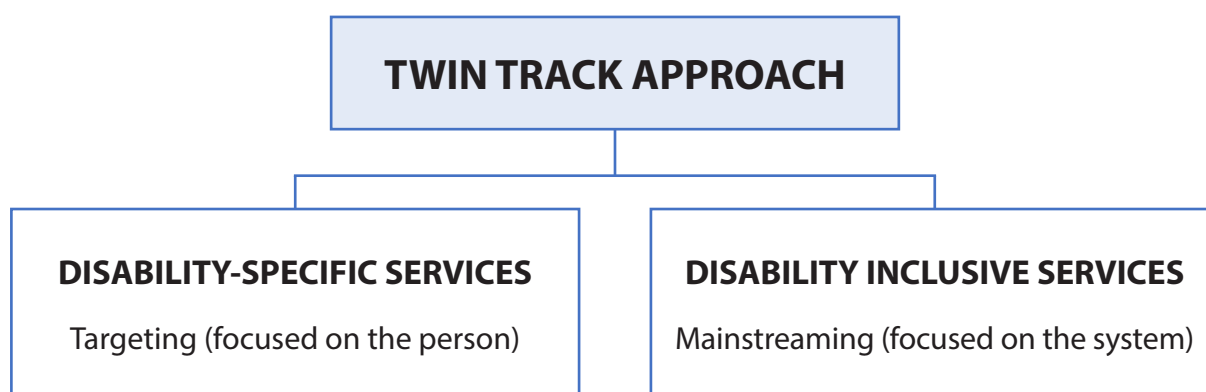 TWIN TRACK APPROACH
DISABILITY-SPECIFIC SERVICES
Targeting (focused on the person)
DISABILITY INCLUSIVE SERVICES
Mainstreaming (focused on the system)